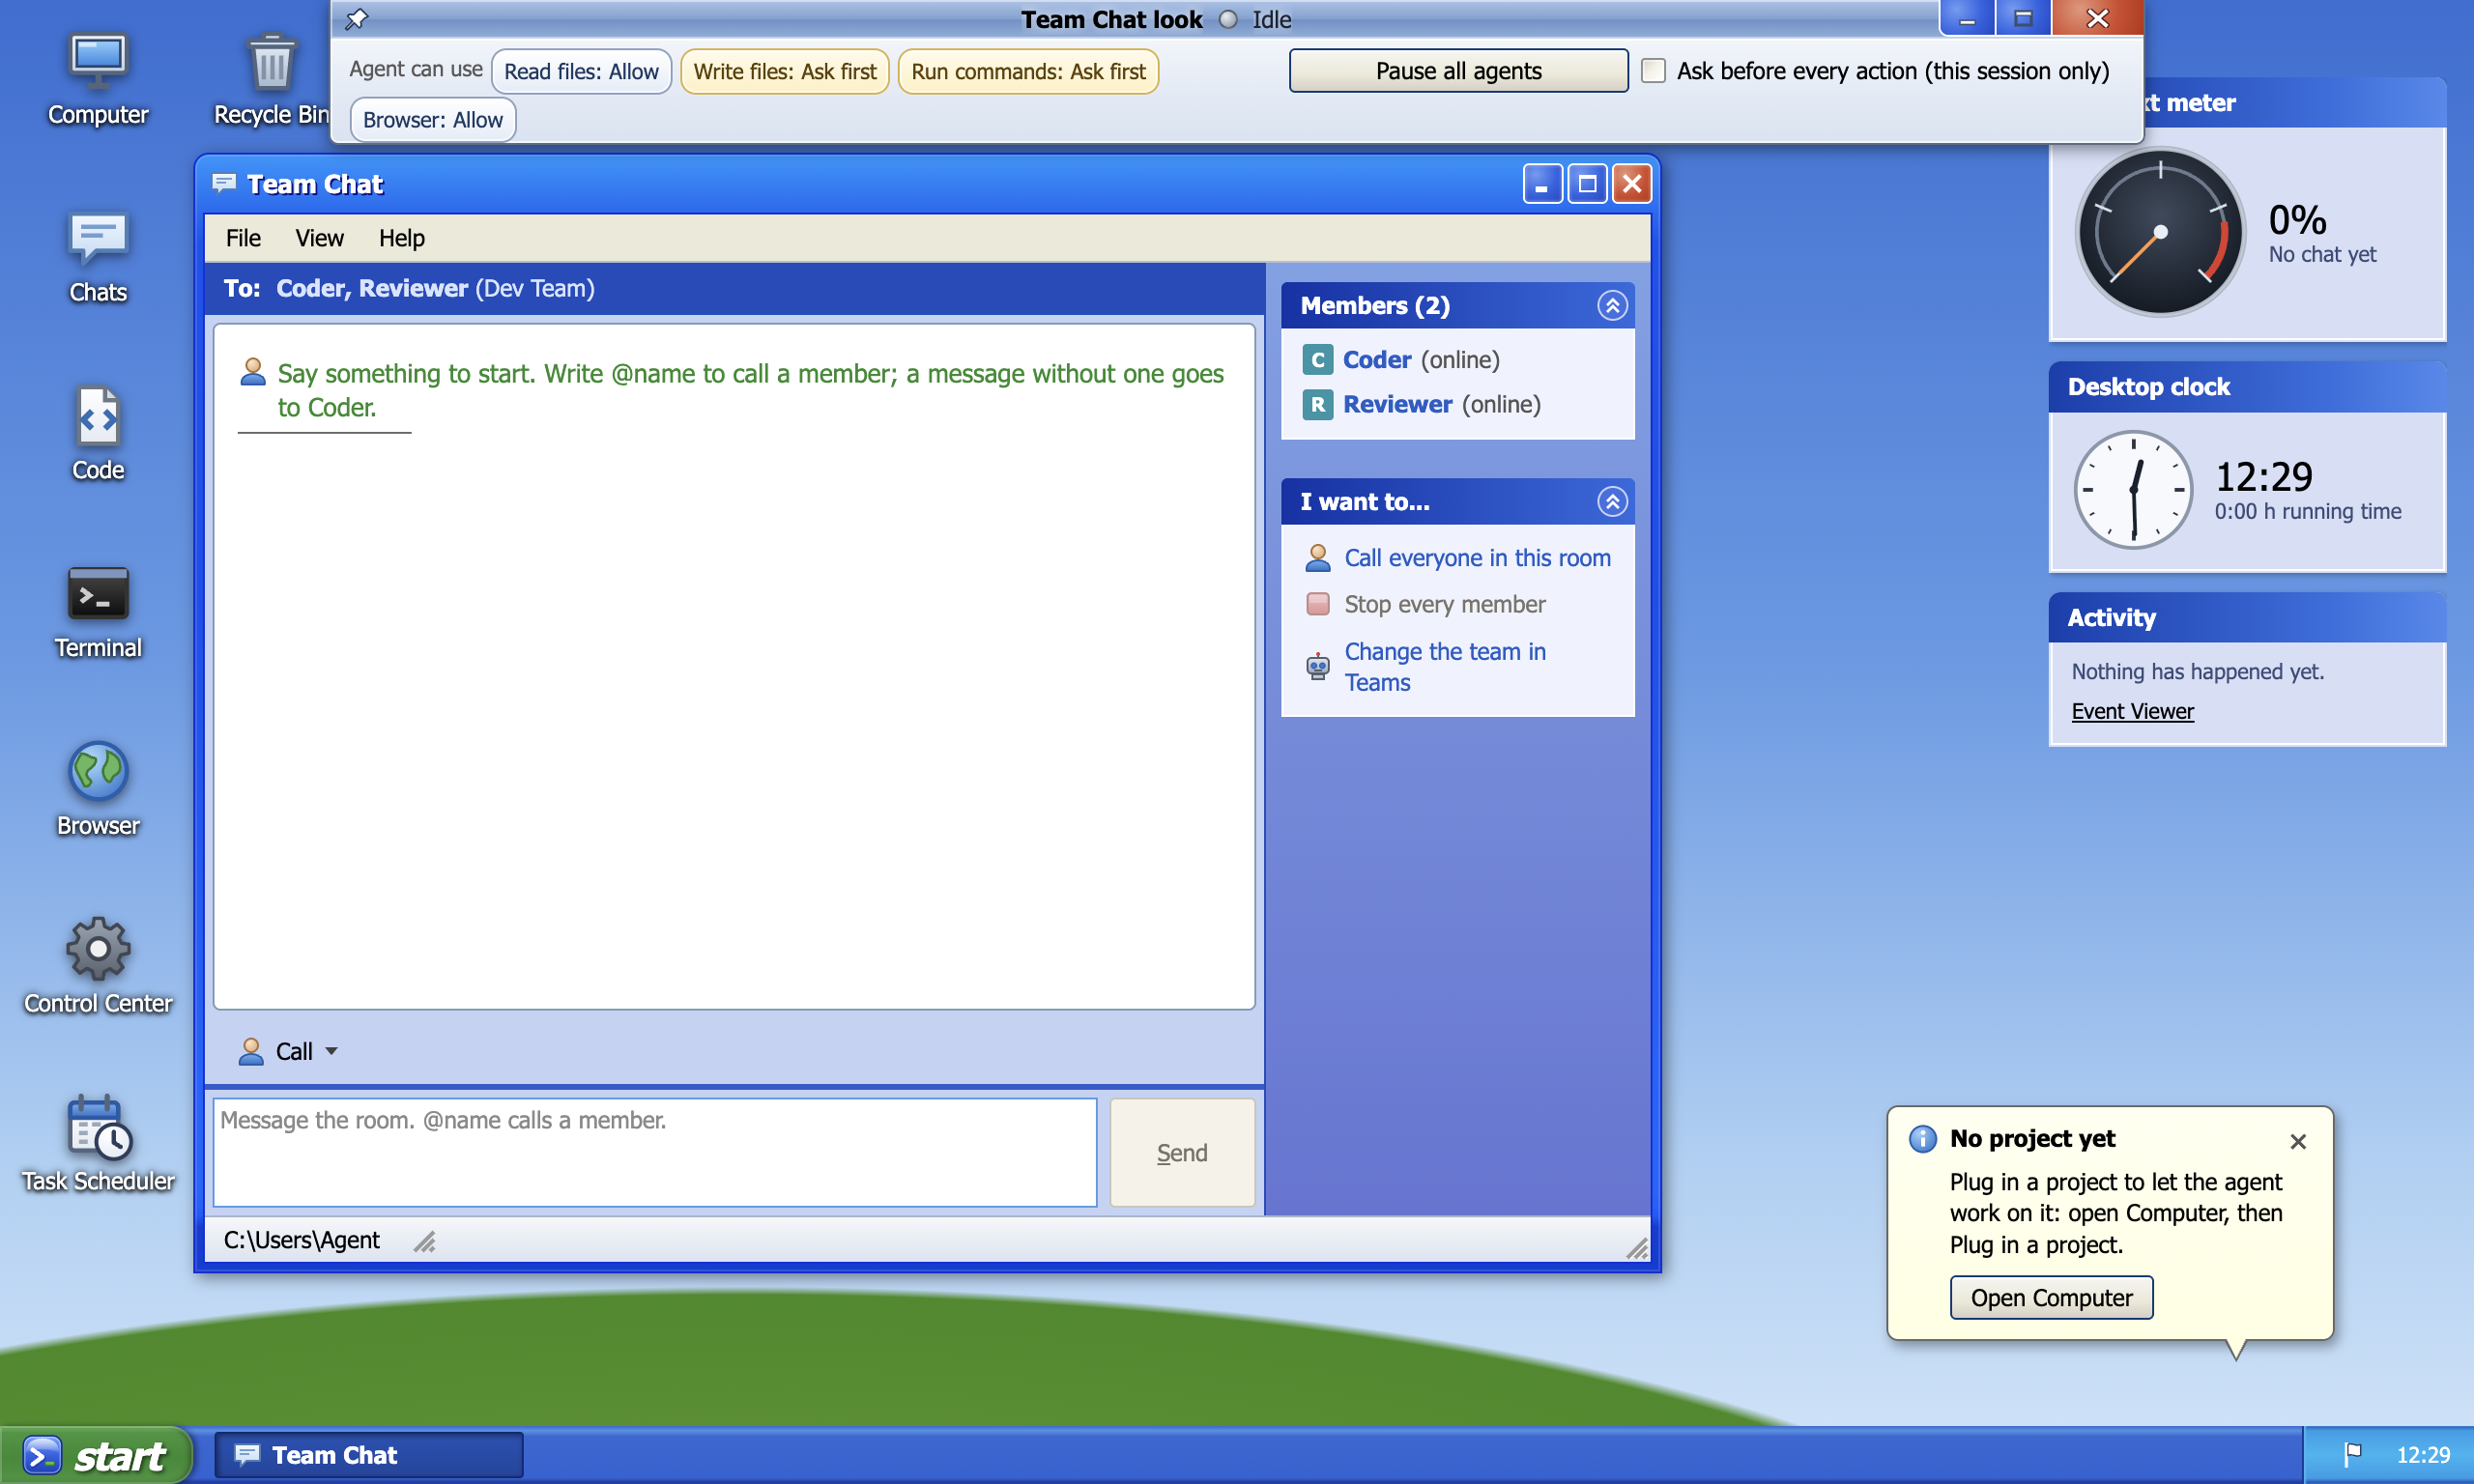 Team Chat look Idle
Agent can use Read files: Allow Write files: Ask first Run commands: Ask first
Browser: Allow
Pause all agents
Ask before every action (this session only)
Computer
Recycle Bin
Chats
Code
Terminal
Browser
Control Center
Task Scheduler
Team Chat
File View Help
To: Coder, Reviewer (Dev Team)
Say something to start. Write @name to call a member; a message without one goes
to Coder.
Call
Message the room. @name calls a member.
Send
C:\Users\Agent
Members (2)
C Coder (online)
R Reviewer (online)
I want to...
Call everyone in this room
Stop every member
Change the team in
Teams
meter
0%
No chat yet
Desktop clock
12:29
0:00 h running time
Activity
Nothing has happened yet.
Event Viewer
No project yet
Plug in a project to let the agent
work on it: open Computer, then
Plug in a project.
Open Computer
start
Team Chat
12:29